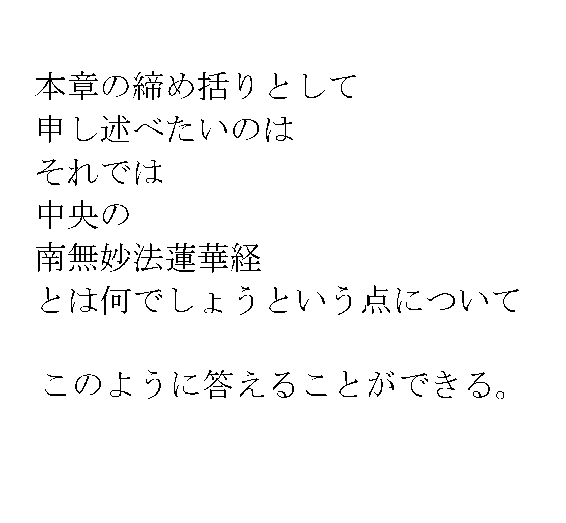 本章の締め括りとして
申し述べたいのは
それでは
中央の
南無妙法蓮華経
とは何でしょうという点について
このように答えることができる。